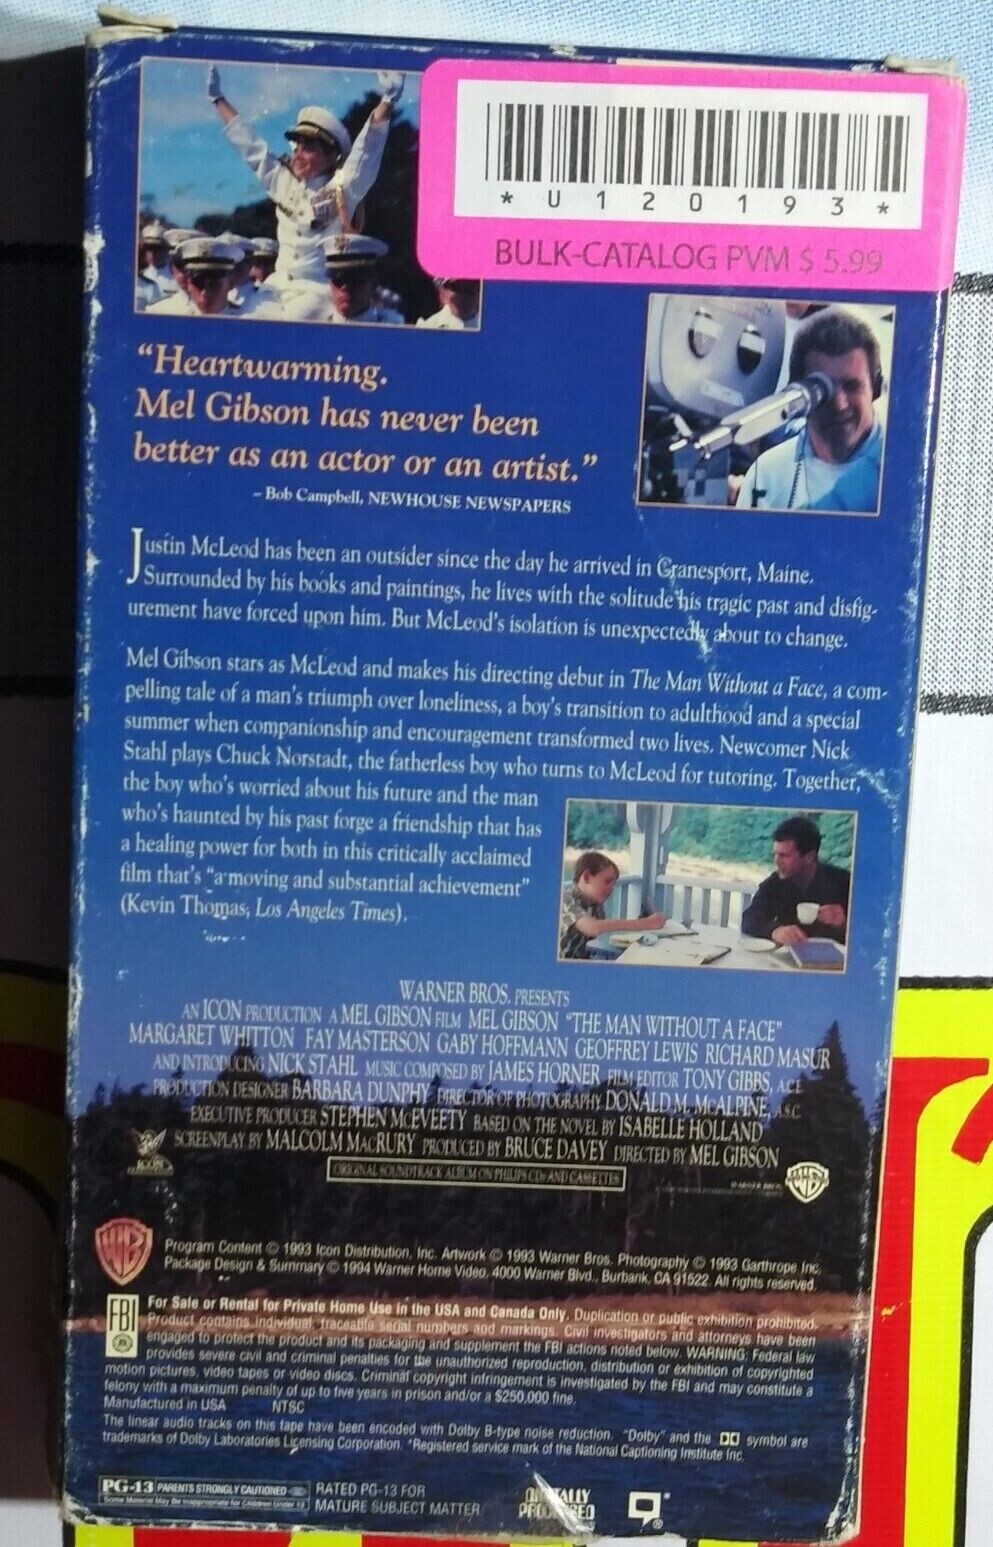 * U 1 2 0 1 9 3 *
BULK-CATALOG PVM $ 5.99
“Heartwarming.
Mel Gibson has never been
better as an actor or an artist.”
– Bob Campbell, NEWHOUSE NEWSPAPERS
Justin McLeod has been an outsider since the day he arrived in Cranesport, Maine.
Surrounded by his books and paintings, he lives with the solitude his tragic past and disfig-
urement have forced upon him. But McLeod's isolation is unexpectedly about to change.
Mel Gibson stars as McLeod and makes his directing debut in The Man Without a Face, a com-
pelling tale of a man's triumph over loneliness, a boy's transition to adulthood and a special
summer when companionship and encouragement transformed two lives. Newcomer Nick
Stahl plays Chuck Norstadt, the fatherless boy who turns to McLeod for tutoring. Together,
the boy who's worried about his future and the man
who's haunted by his past forge a friendship that has
a healing power for both in this critically acclaimed
film that's “a moving and substantial achievement”
(Kevin Thomas, Los Angeles Times).
WARNER BROS. PRESENTS
AN ICON PRODUCTION A MEL GIBSON FILM MEL GIBSON “THE MAN WITHOUT A FACE”
MARGARET WHITTON FAY MASTERSON GABY HOFFMANN GEOFFREY LEWIS RICHARD MASUR
AND INTRODUCING NICK STAHL MUSIC COMPOSED BY JAMES HORNER FILM EDITOR TONY GIBBS, A.C.E.
PRODUCTION DESIGNER BARBARA DUNPHY DIRECTOR OF PHOTOGRAPHY DONALD M. McALPINE, A.S.C.
EXECUTIVE PRODUCER STEPHEN McEVEETY BASED ON THE NOVEL BY ISABELLE HOLLAND
SCREENPLAY BY MALCOLM MacRURY PRODUCED BY BRUCE DAVEY DIRECTED BY MEL GIBSON
ICON
ORIGINAL SOUNDTRACK ALBUM ON PHILIPS CDs AND CASSETTES
WB
Program Content © 1993 Icon Distribution, Inc. Artwork © 1993 Warner Bros. Photography © 1993 Garthrope Inc.
Package Design & Summary © 1994 Warner Home Video, 4000 Warner Blvd., Burbank, CA 91522. All rights reserved.
FBI
For Sale or Rental for Private Home Use in the USA and Canada Only. Duplication or public exhibition prohibited.
Product contains individual, traceable serial numbers and markings. Civil investigators and attorneys have been
engaged to protect the product and its packaging and supplement the FBI actions noted below. WARNING: Federal law
provides severe civil and criminal penalties for the unauthorized reproduction, distribution or exhibition of copyrighted
motion pictures, video tapes or video discs. Criminal copyright infringement is investigated by the FBI and may constitute a
felony with a maximum penalty of up to five years in prison and/or a $250,000 fine.
Manufactured in USA NTSC
The linear audio tracks on this tape have been encoded with Dolby B-type noise reduction. "Dolby" and the symbol are
trademarks of Dolby Laboratories Licensing Corporation. *Registered service mark of the National Captioning Institute Inc.
PG-13 PARENTS STRONGLY CAUTIONED
Some Material May Be Inappropriate for Children Under 13
RATED PG-13 FOR
MATURE SUBJECT MATTER
DIGITALLY
PROCESSED